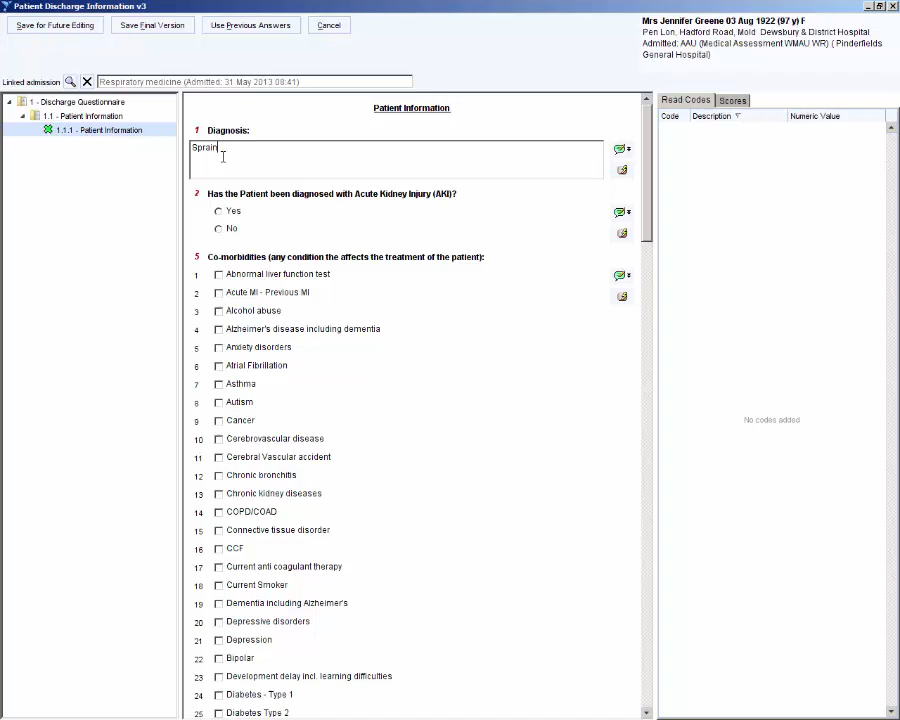 Patient Discharge Information v3
Save for Future Editing
Save Final Version
Use Previous Answers
Cancel
Mrs Jennifer Greene 03 Aug 1922 (97 y) F
Pen Lon, Hadford Road, Mold Dewsbury & District Hospital
Admitted: AAU (Medical Assessment WMAU WR) ( Pinderfields
General Hospital)
Linked admission
Respiratory medicine (Admitted: 31 May 2013 08:41)
1 - Discharge Questionnaire
1.1 - Patient Information
1.1.1 - Patient Information
Patient Information
1 Diagnosis:
Sprain
2 Has the Patient been diagnosed with Acute Kidney Injury (AKI)?
Yes
No
5 Co-morbidities (any condition the affects the treatment of the patient):
1 Abnormal liver function test
2 Acute MI - Previous MI
3 Alcohol abuse
4 Alzheimer's disease including dementia
5 Anxiety disorders
6 Atrial Fibrillation
7 Asthma
8 Autism
9 Cancer
10 Cerebrovascular disease
11 Cerebral Vascular accident
12 Chronic bronchitis
13 Chronic kidney diseases
14 COPD/COAD
15 Connective tissue disorder
16 CCF
17 Current anti coagulant therapy
18 Current Smoker
19 Dementia including Alzheimer's
20 Depressive disorders
21 Depression
22 Bipolar
23 Development delay incl. learning difficulties
24 Diabetes - Type 1
25 Diabetes Type 2
Read Codes
Scores
Code
Description
Numeric Value
No codes added